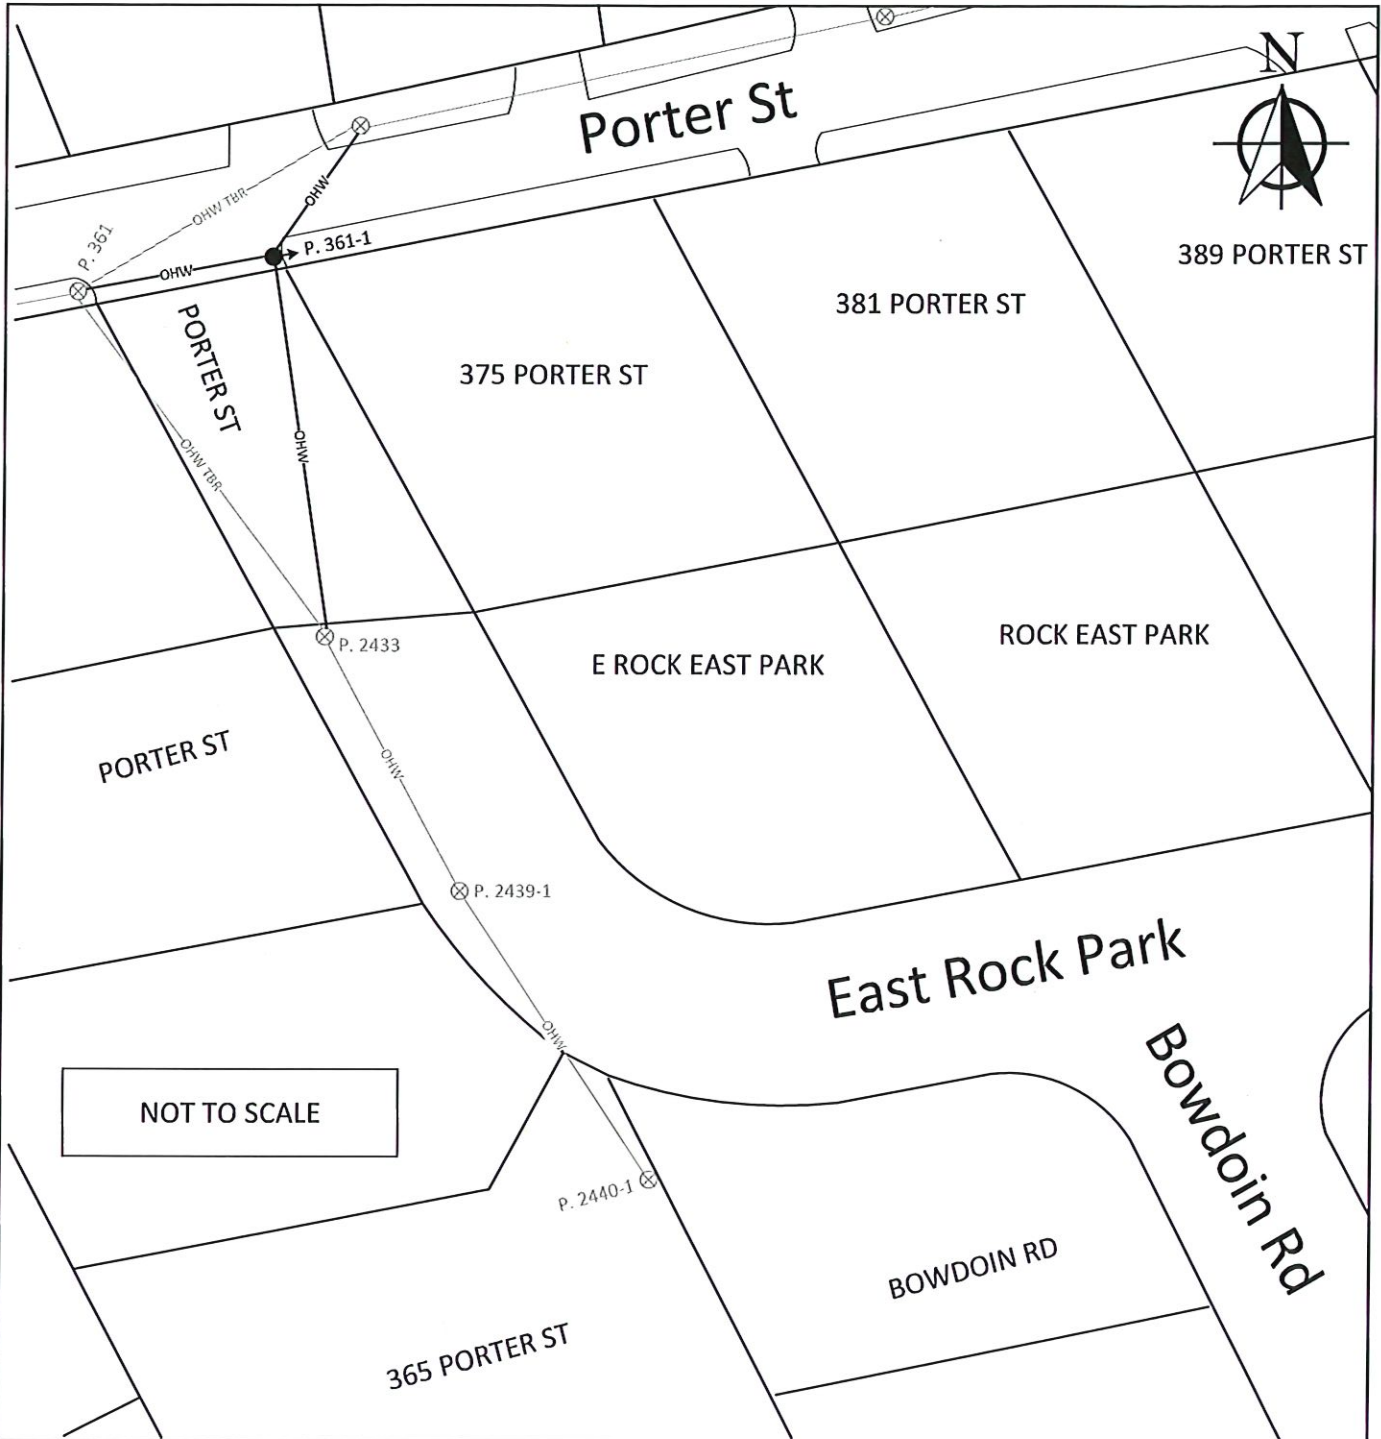 N
Porter St
OHW TBR
OHW
P. 361
P. 361-1
OHW
389 PORTER ST
381 PORTER ST
PORTER ST
375 PORTER ST
OHW
OHW TBR
P. 2433
ROCK EAST PARK
E ROCK EAST PARK
PORTER ST
OHW
P. 2439-1
East Rock Park
OHW
Bowdoin Rd
NOT TO SCALE
P. 2440-1
BOWDOIN RD
365 PORTER ST